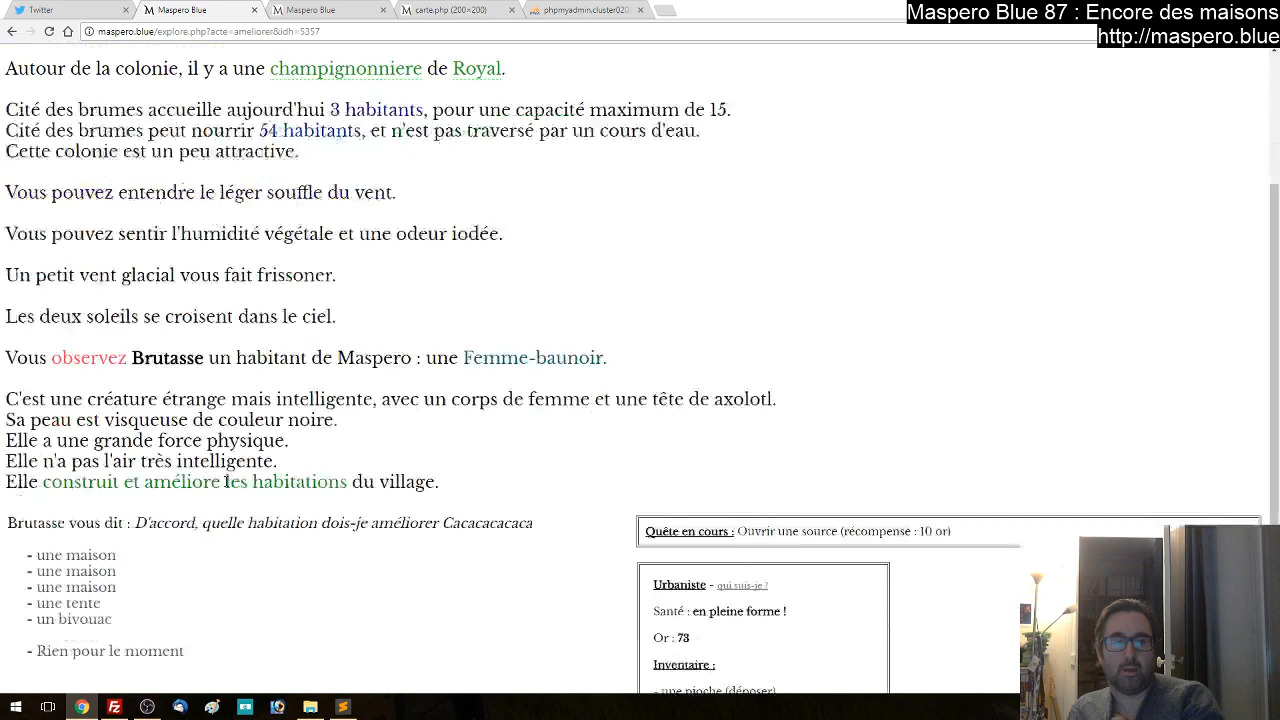 Twitter
Maspero Blue
Maspero Blue
carte.php (200×200)
phpmyadmin.cluster020
Maspero Blue 87 : Encore des maisons
http://maspero.blue
maspero.blue/explore.php?acte=ameliorer&idh=5357
Autour de la colonie, il y a une champignonniere de Royal.
Cité des brumes accueille aujourd'hui 3 habitants, pour une capacité maximum de 15.
Cité des brumes peut nourrir 54 habitants, et n'est pas traversé par un cours d'eau.
Cette colonie est un peu attractive.
Vous pouvez entendre le léger souffle du vent.
Vous pouvez sentir l'humidité végétale et une odeur iodée.
Un petit vent glacial vous fait frissoner.
Les deux soleils se croisent dans le ciel.
Vous observez Brutasse un habitant de Maspero : une Femme-baunoir.
C'est une créature étrange mais intelligente, avec un corps de femme et une tête de axolotl.
Sa peau est visqueuse de couleur noire.
Elle a une grande force physique.
Elle n'a pas l'air très intelligente.
Elle construit et améliore les habitations du village.
Brutasse vous dit : D'accord, quelle habitation dois-je améliorer Cacacacacaca
- une maison
- une maison
- une maison
- une tente
- un bivouac
- Rien pour le moment
Quête en cours : Ouvrir une source (récompense : 10 or)
Urbaniste - qui suis-je ?
Santé : en pleine forme !
Or : 73
Inventaire :
- une pioche (déposer)